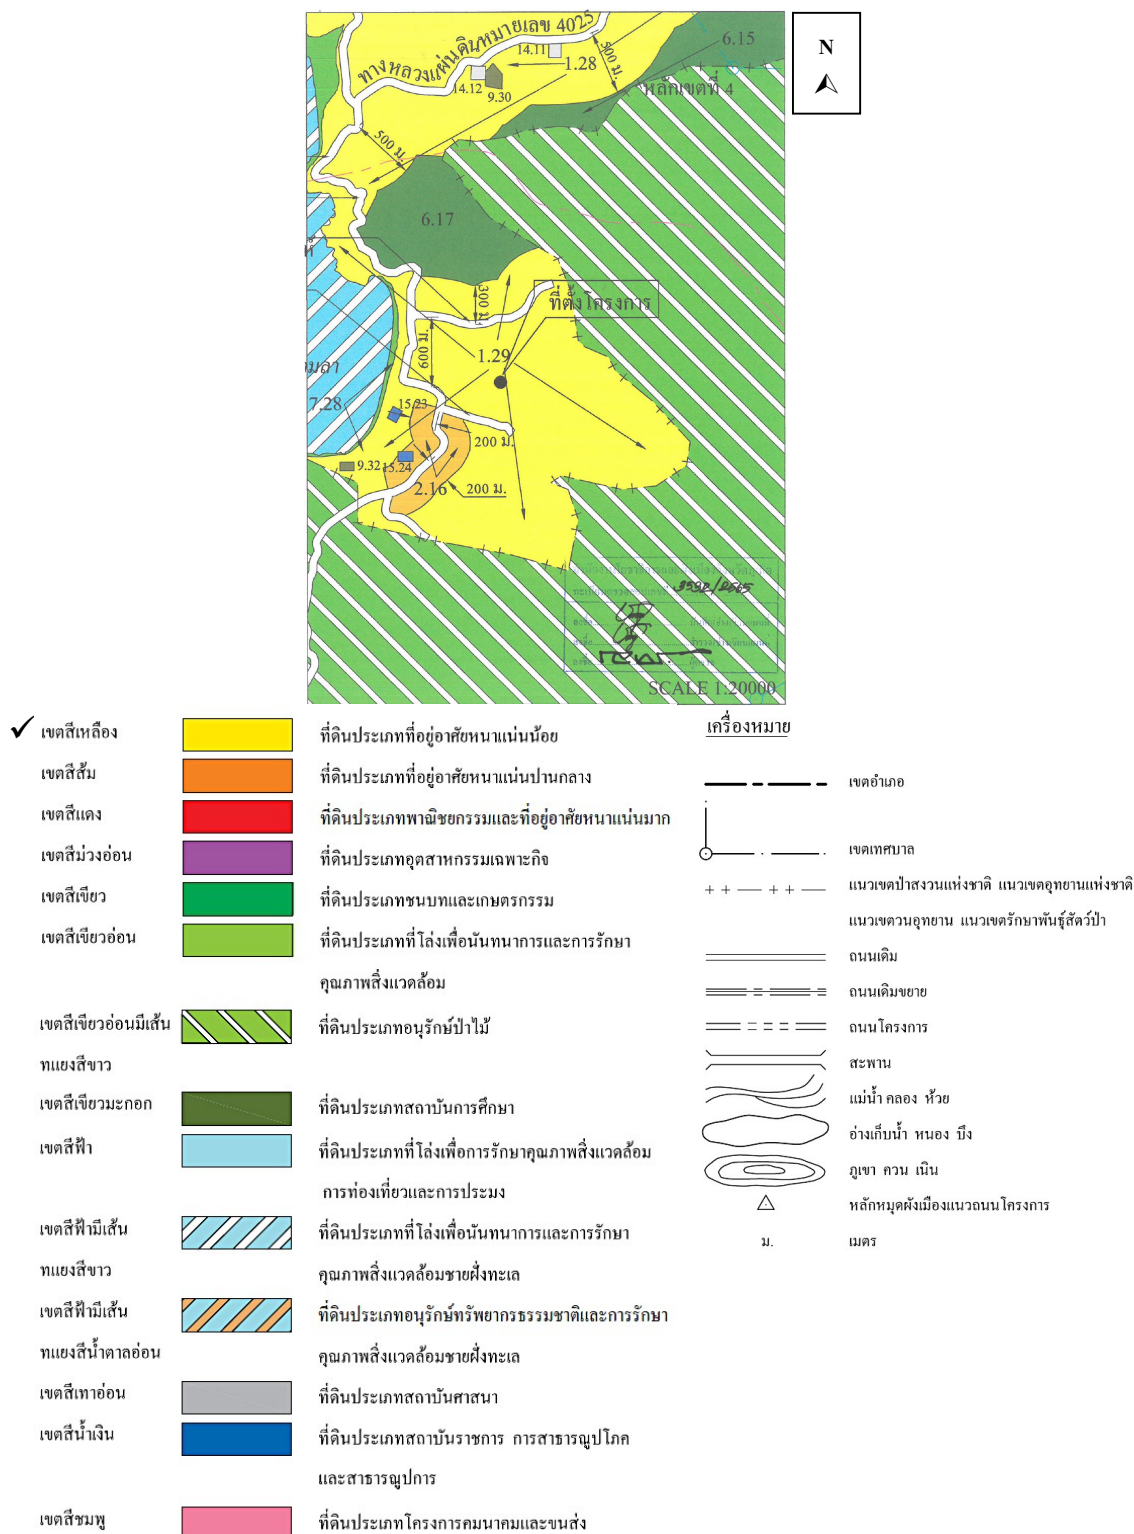 ทางหลวงแผ่นดินหมายเลข 4025
14.11
500 ม.
6.15
N
1.28
14.12
9.30
หลักเขตที่ 4
500 ม.
6.17
300 ม.
ที่ตั้งโครงการ
600 ม.
1.29
7.28
15.23
200 ม.
9.32
15.24
2.16
200 ม.
SCALE 1:20000
เขตสีเหลือง ที่ดินประเภทที่อยู่อาศัยหนาแน่นน้อย
เขตสีส้ม ที่ดินประเภทที่อยู่อาศัยหนาแน่นปานกลาง
เขตสีแดง ที่ดินประเภทพาณิชยกรรมและที่อยู่อาศัยหนาแน่นมาก
เขตสีม่วงอ่อน ที่ดินประเภทอุตสาหกรรมเฉพาะกิจ
เขตสีเขียว ที่ดินประเภทชนบทและเกษตรกรรม
เขตสีเขียวอ่อน ที่ดินประเภทที่โล่งเพื่อนันทนาการและการรักษา
คุณภาพสิ่งแวดล้อม
เขตสีเขียวอ่อนมีเส้น ที่ดินประเภทอนุรักษ์ป่าไม้
ทแยงสีขาว
เขตสีเขียวมะกอก ที่ดินประเภทสถาบันการศึกษา
เขตสีฟ้า ที่ดินประเภทที่โล่งเพื่อการรักษาคุณภาพสิ่งแวดล้อม
การท่องเที่ยวและการประมง
เขตสีฟ้ามีเส้น ที่ดินประเภทที่โล่งเพื่อนันทนาการและการรักษา
ทแยงสีขาว คุณภาพสิ่งแวดล้อมชายฝั่งทะเล
เขตสีฟ้ามีเส้น ที่ดินประเภทอนุรักษ์ทรัพยากรธรรมชาติและการรักษา
ทแยงสีน้ำตาลอ่อน คุณภาพสิ่งแวดล้อมชายฝั่งทะเล
เขตสีเทาอ่อน ที่ดินประเภทสถาบันศาสนา
เขตสีน้ำเงิน ที่ดินประเภทสถาบันราชการ การสาธารณูปโภค
และสาธารณูปการ
เขตสีชมพู ที่ดินประเภทโครงการคมนาคมและขนส่ง
เครื่องหมาย
เขตอำเภอ
เขตเทศบาล
แนวเขตป่าสงวนแห่งชาติ แนวเขตอุทยานแห่งชาติ
แนวเขตวนอุทยาน แนวเขตรักษาพันธุ์สัตว์ป่า
ถนนเดิม
ถนนเดิมขยาย
ถนนโครงการ
สะพาน
แม่น้ำ คลอง ห้วย
อ่างเก็บน้ำ หนอง บึง
ภูเขา ควน เนิน
หลักหมุดผังเมืองแนวถนนโครงการ
ม. เมตร